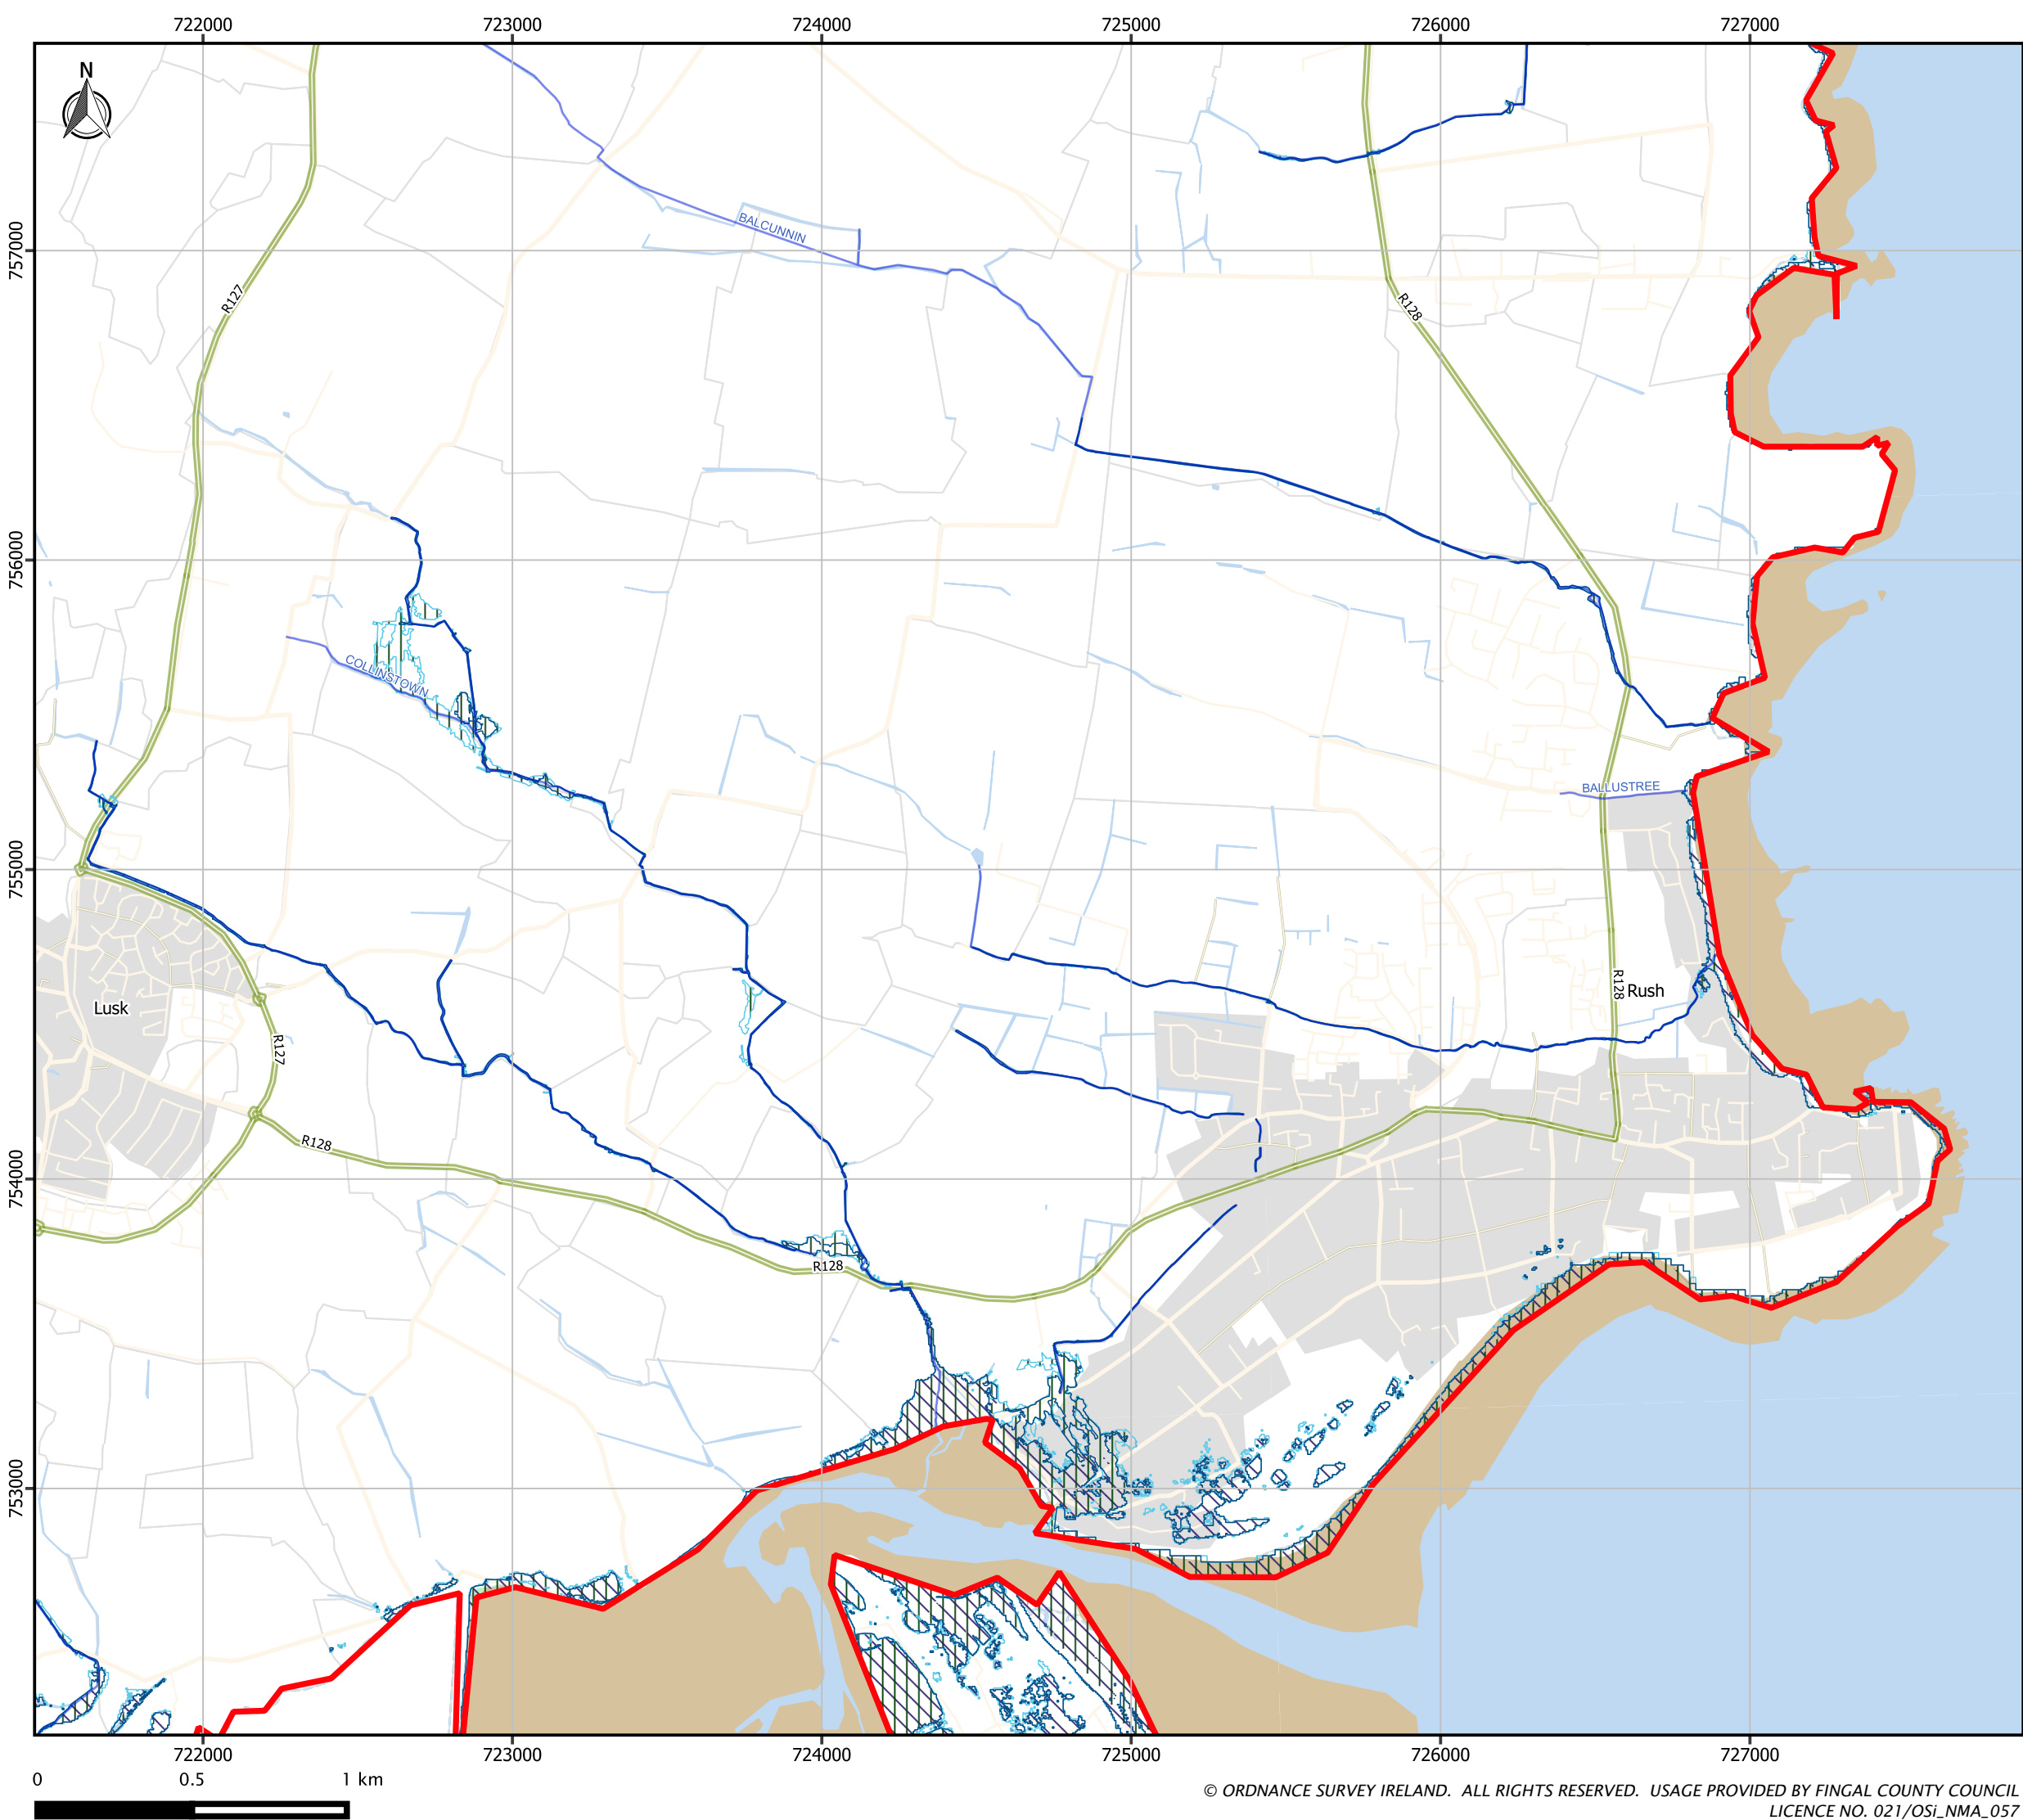 722000 723000 724000 725000 726000 727000
N
BALCUNNIN
757000
R127
R128
756000
COLLINSTOWN
BALLUSTREE
755000
R128
Rush
Lusk
R127
R128
754000
R128
753000
722000 723000 724000 725000 726000 727000
0 0.5 1 km
© ORDNANCE SURVEY IRELAND. ALL RIGHTS RESERVED. USAGE PROVIDED BY FINGAL COUNTY COUNCIL
LICENCE NO. 021/OSi_NMA_057